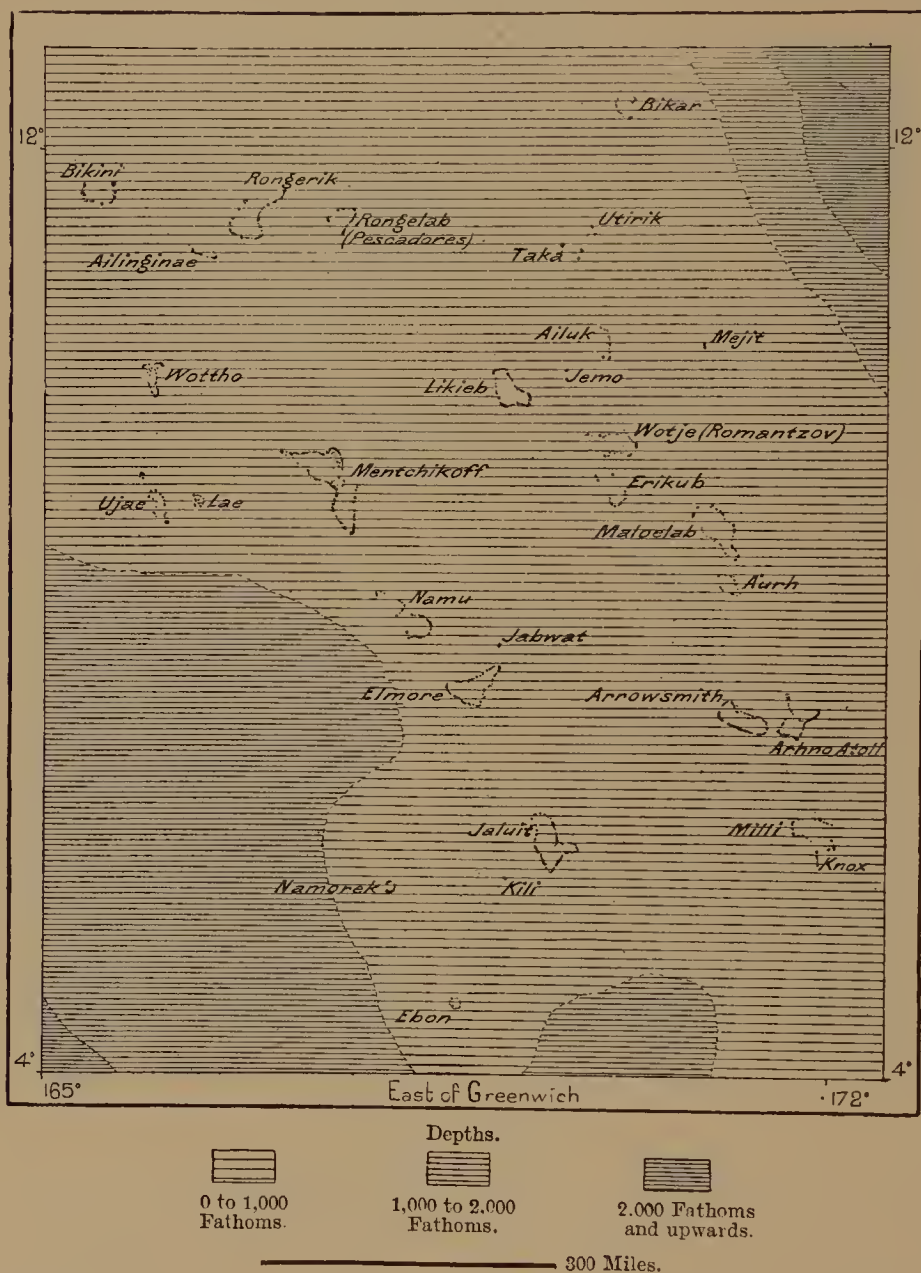 Bikar
12° 12°
Bikini
Rongerik
Rongelab
(Pescadores)
Utirik
Ailinginae
Taka
Ailuk
Mejit
Wottho
Likieb
Jemo
Wotje (Romantzov)
Mentchikoff
Erikub
Ujae Lae
Maloelab
Aurh
Namu
Jabwat
Elmore
Arrowsmith
Arhno Atoll
Jaluit
Milli
Knox
Namorek
Kili
Ebon
4° 4°
165° East of Greenwich 172°
Depths.
0 to 1,000
Fathoms.
1,000 to 2.000
Fathoms.
2.000 Fathoms
and upwards.
300 Miles.